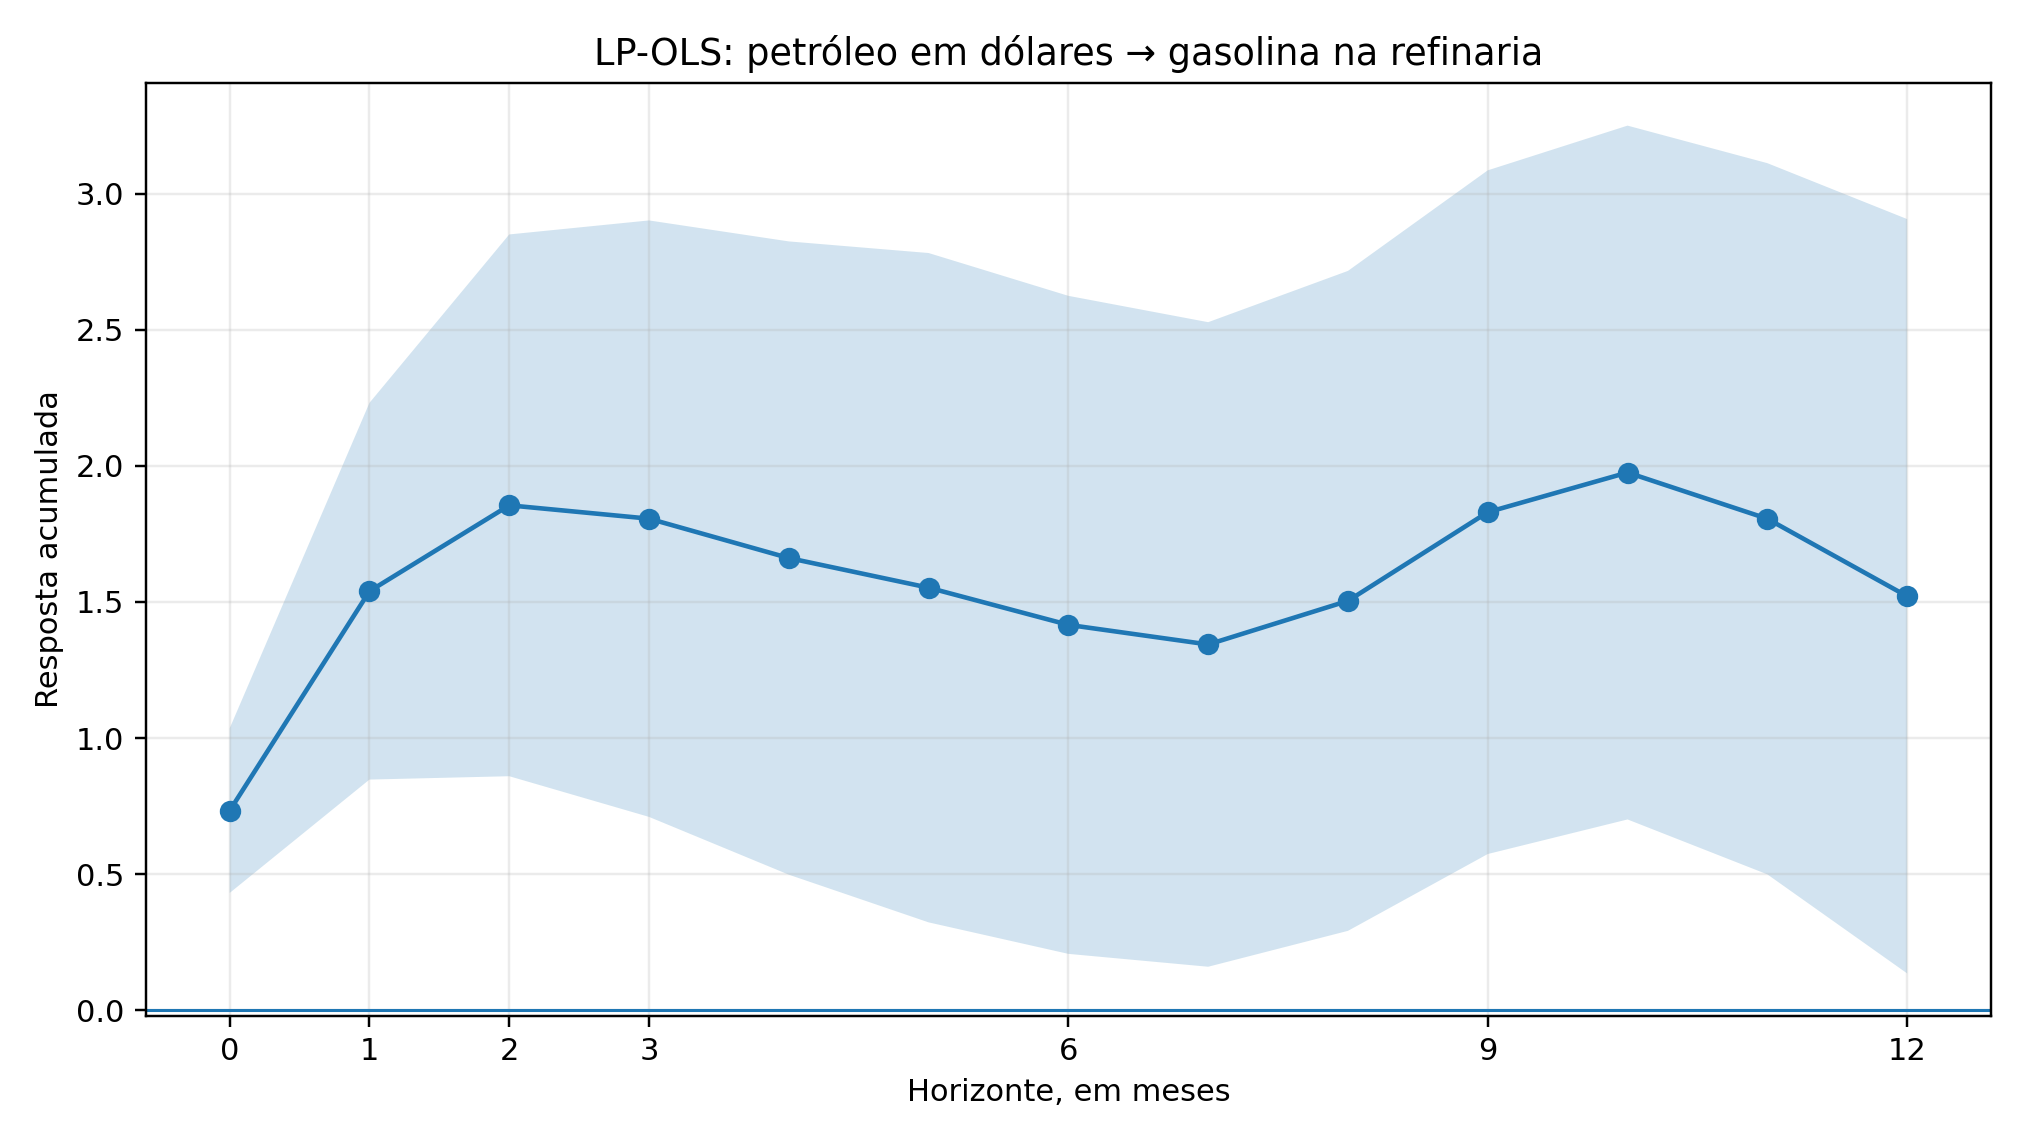 LP-OLS: petróleo em dólares → gasolina na refinaria
Resposta acumulada
3.0
2.5
2.0
1.5
1.0
0.5
0.0
0 1 2 3 6 9 12
Horizonte, em meses